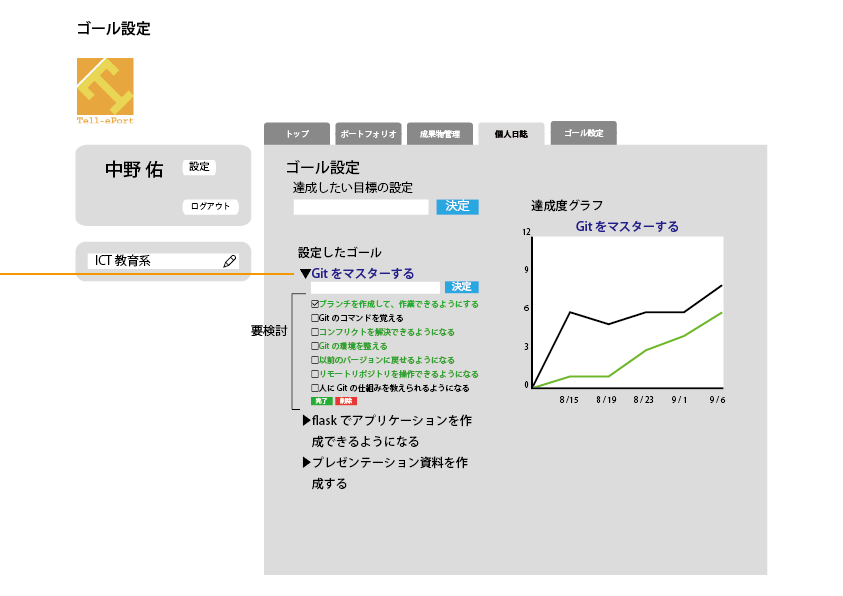 ゴール設定
T
Tell-ePort
トップ
ポートフォリオ
成果物管理
個人日誌
ゴール設定
中野 佑
設定
ログアウト
ICT 教育系
ゴール設定
達成したい目標の設定
決定
設定したゴール
▼Git をマスターする
決定
要検討
ブランチを作成して、作業できるようにする
Git のコマンドを覚える
コンフリクトを解決できるようになる
Git の環境を整える
以前のバージョンに戻せるようになる
リモートリポジトリを操作できるようになる
人に Git の仕組みを教えられるようになる
完了
削除
▶flask でアプリケーションを作
成できるようになる
▶プレゼンテーション資料を作
成する
達成度グラフ
Git をマスターする
12
9
6
3
0
8 /15
8 /19
8 / 23
9 / 1
9 / 6